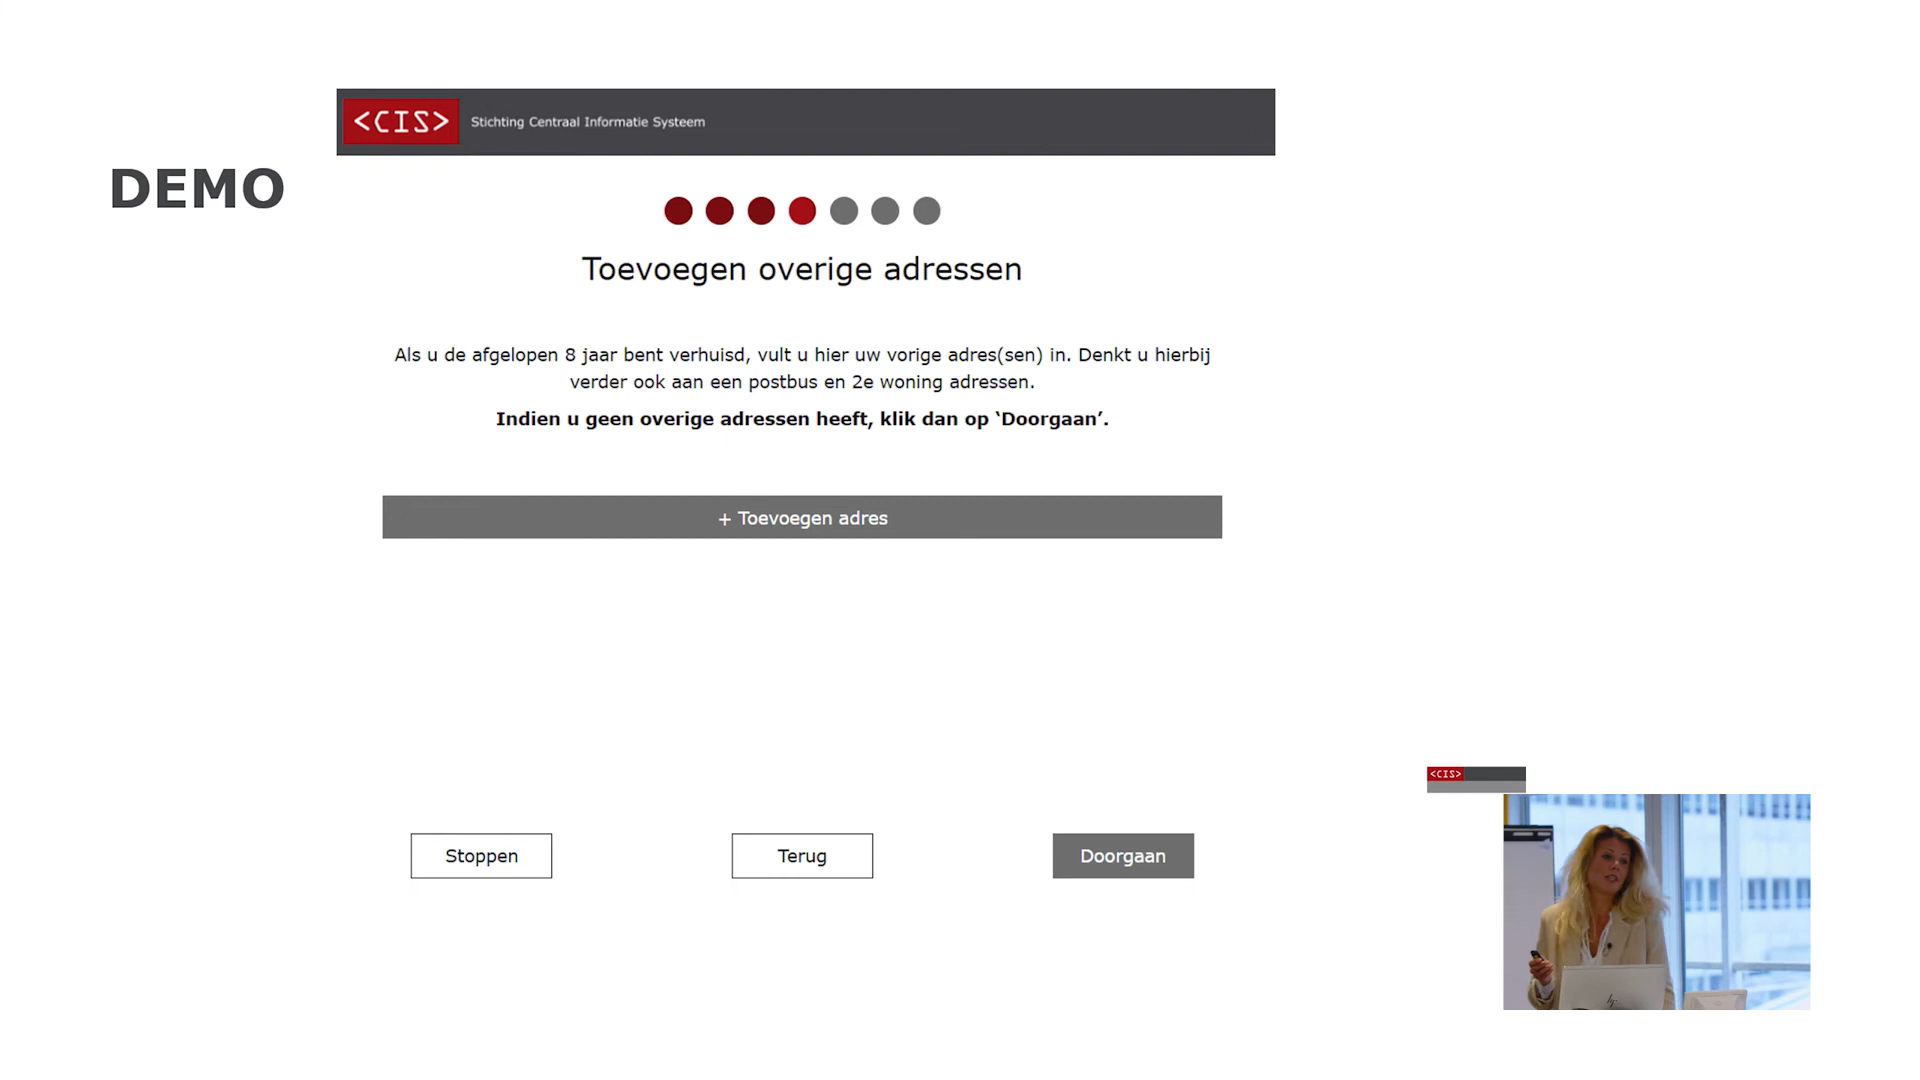 <CIS> Stichting Centraal Informatie Systeem
DEMO
Toevoegen overige adressen
Als u de afgelopen 8 jaar bent verhuisd, vult u hier uw vorige adres(sen) in. Denkt u hierbij
verder ook aan een postbus en 2e woning adressen.
Indien u geen overige adressen heeft, klik dan op ‘Doorgaan’.
+ Toevoegen adres
<CIS>
Stoppen
Terug
Doorgaan
hp